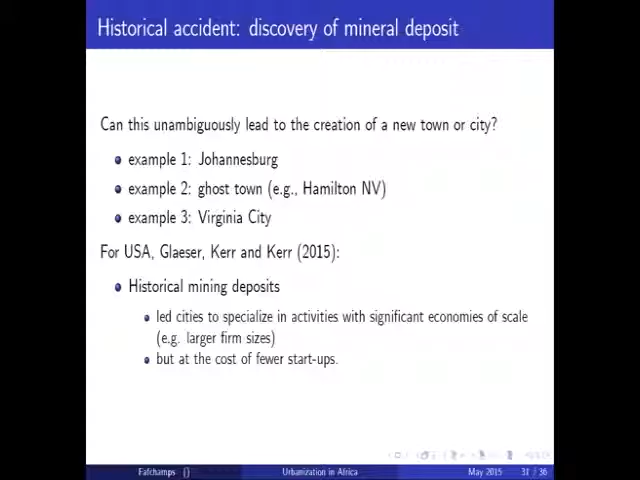 Historical accident: discovery of mineral deposit
Can this unambiguously lead to the creation of a new town or city?
example 1: Johannesburg
example 2: ghost town (e.g., Hamilton NV)
example 3: Virginia City
For USA, Glaeser, Kerr and Kerr (2015):
Historical mining deposits
led cities to specialize in activities with significant economies of scale
(e.g. larger firm sizes)
but at the cost of fewer start-ups.
Fafchamps () Urbanization in Africa May 2015 31 / 36